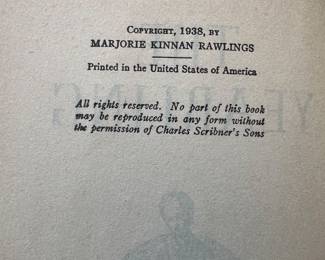 COPYRIGHT, 1938, BY
MARJORIE KINNAN RAWLINGS
Printed in the United States of America
All rights reserved. No part of this book
may be reproduced in any form without
the permission of Charles Scribner's Sons